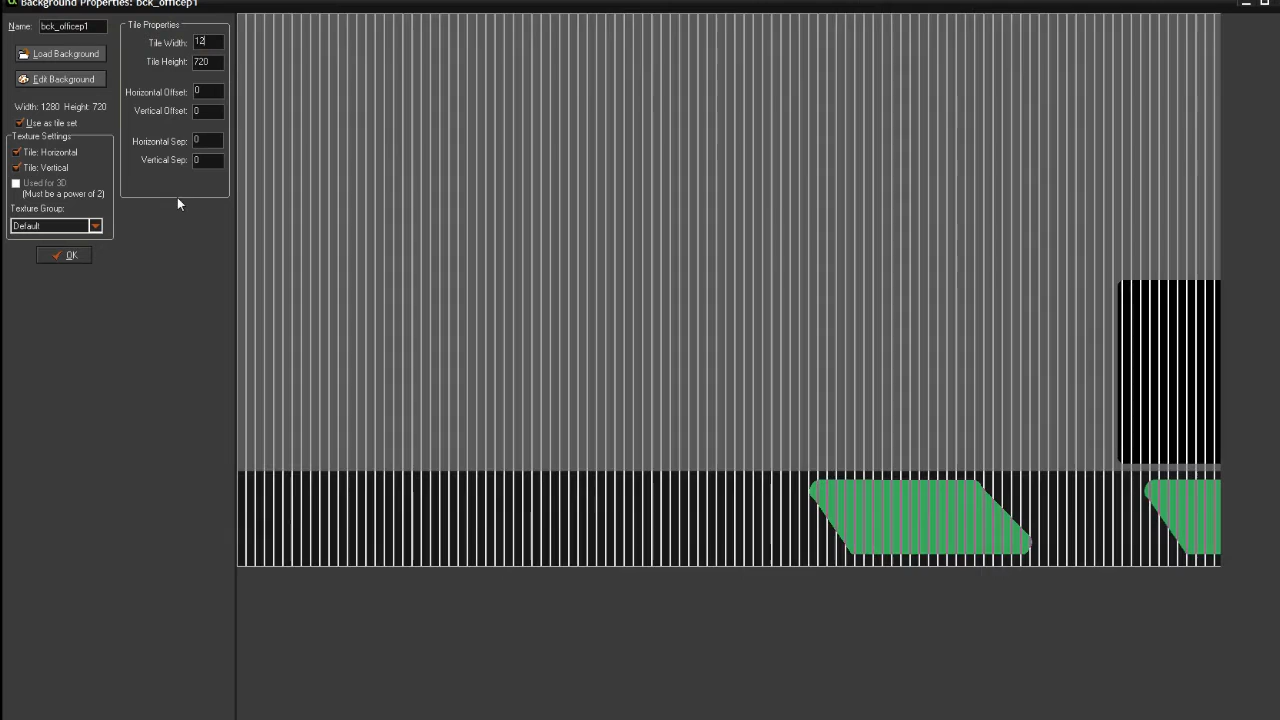 Background Properties: bck_officep1
Name: bck_officep1
Load Background
Edit Background
Width: 1280 Height: 720
Use as tile set
Texture Settings
Tile: Horizontal
Tile: Vertical
Used for 3D
(Must be a power of 2)
Texture Group:
Default
OK
Tile Properties
Tile Width: 12
Tile Height: 720
Horizontal Offset: 0
Vertical Offset: 0
Horizontal Sep: 0
Vertical Sep: 0